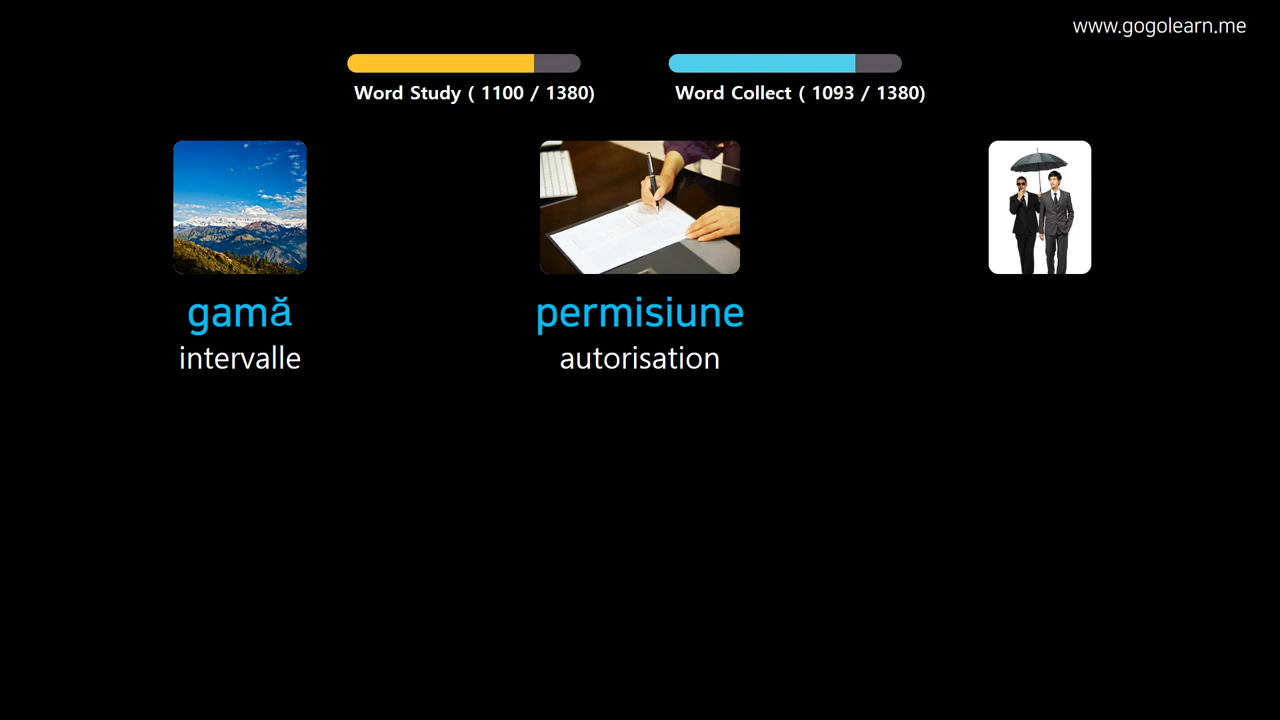 www.gogolearn.me
Word Study ( 1100 / 1380)
Word Collect ( 1093 / 1380)
gamă
permisiune
intervalle
autorisation